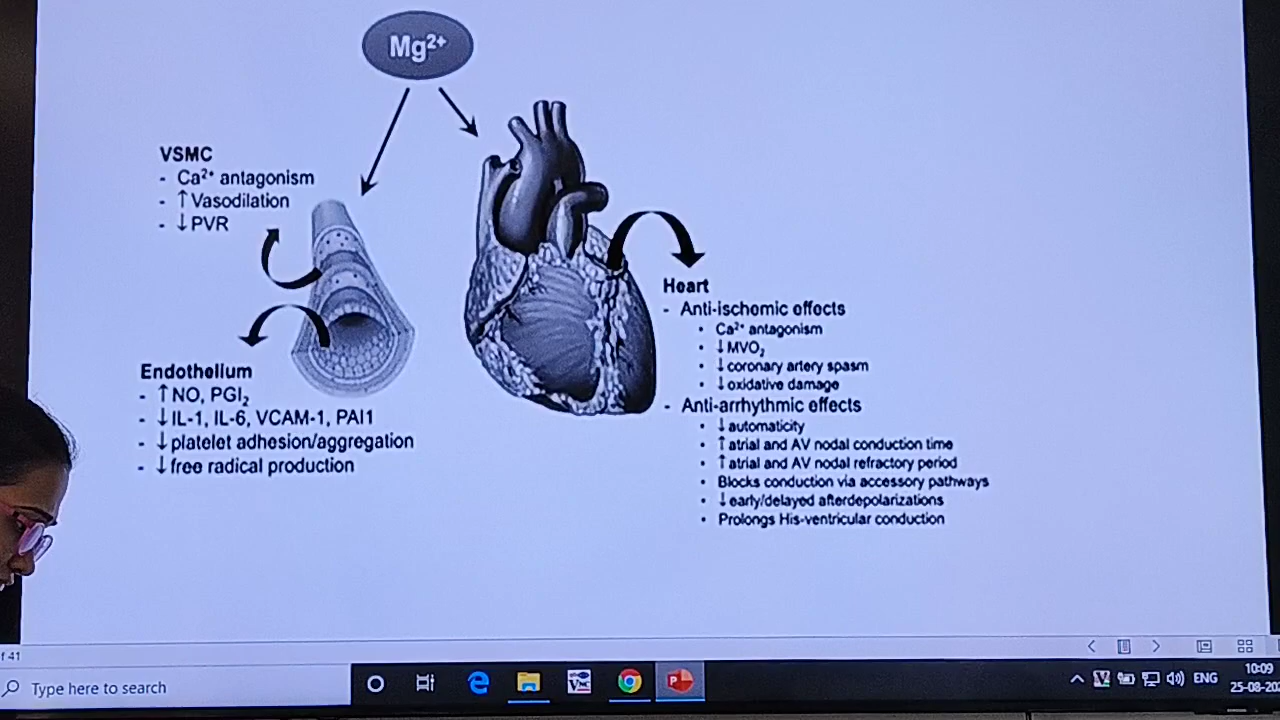 Mg²⁺
VSMC
- Ca²⁺ antagonism
- ↑Vasodilation
- ↓PVR
Endothelium
- ↑NO, PGI₂
- ↓IL-1, IL-6, VCAM-1, PAI1
- ↓platelet adhesion/aggregation
- ↓free radical production
Heart
- Anti-ischemic effects
• Ca²⁺ antagonism
• ↓MVO₂
• ↓coronary artery spasm
• ↓oxidative damage
- Anti-arrhythmic effects
• ↓automaticity
• ↑atrial and AV nodal conduction time
• ↑atrial and AV nodal refractory period
• Blocks conduction via accessory pathways
• ↓early/delayed afterdepolarizations
• Prolongs His-ventricular conduction
41
Type here to search
ENG
10:09
25-08-202